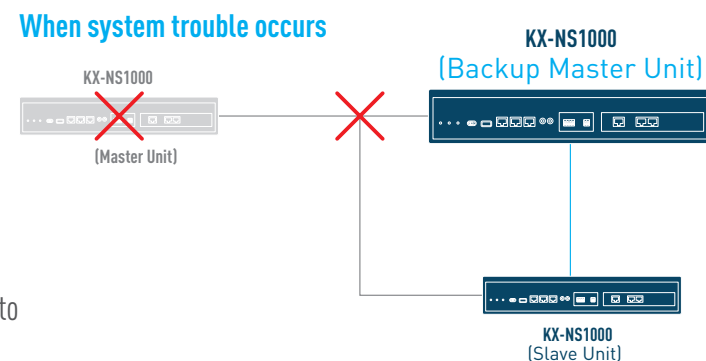 When system trouble occurs
KX-NS1000
(Backup Master Unit)
KX-NS1000
(Master Unit)
to
KX-NS1000
(Slave Unit)